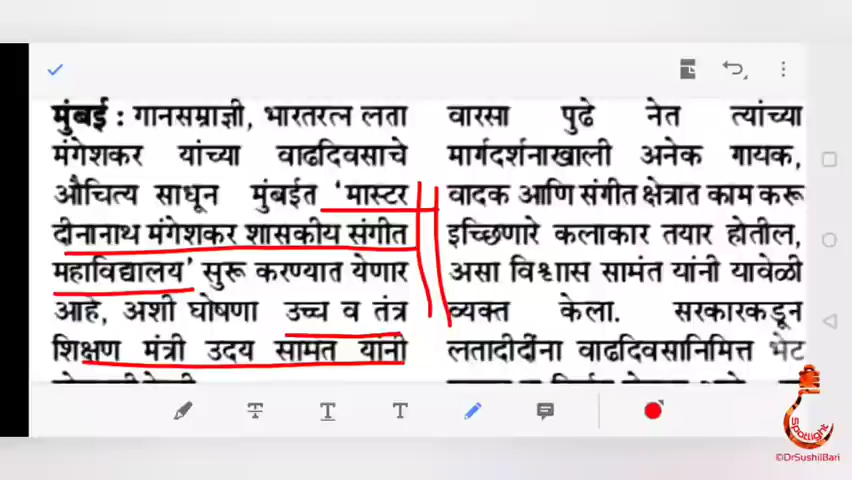 मुंबई : गानसम्राज्ञी, भारतरत्न लता
मंगेशकर यांच्या वाढदिवसाचे
औचित्य साधून मुंबईत 'मास्टर
दीनानाथ मंगेशकर शासकीय संगीत
महाविद्यालय' सुरू करण्यात येणार
आहे, अशी घोषणा उच्च व तंत्र
शिक्षण मंत्री उदय सामंत यांनी
वारसा पुढे नेत त्यांच्या
मार्गदर्शनाखाली अनेक गायक,
वादक आणि संगीत क्षेत्रात काम करू
इच्छिणारे कलाकार तयार होतील,
असा विश्वास सामंत यांनी यावेळी
व्यक्त केला. सरकारकडून
लतादीदींना वाढदिवसानिमित्त भेट
T T T
Spotlight
©DrSushilBari